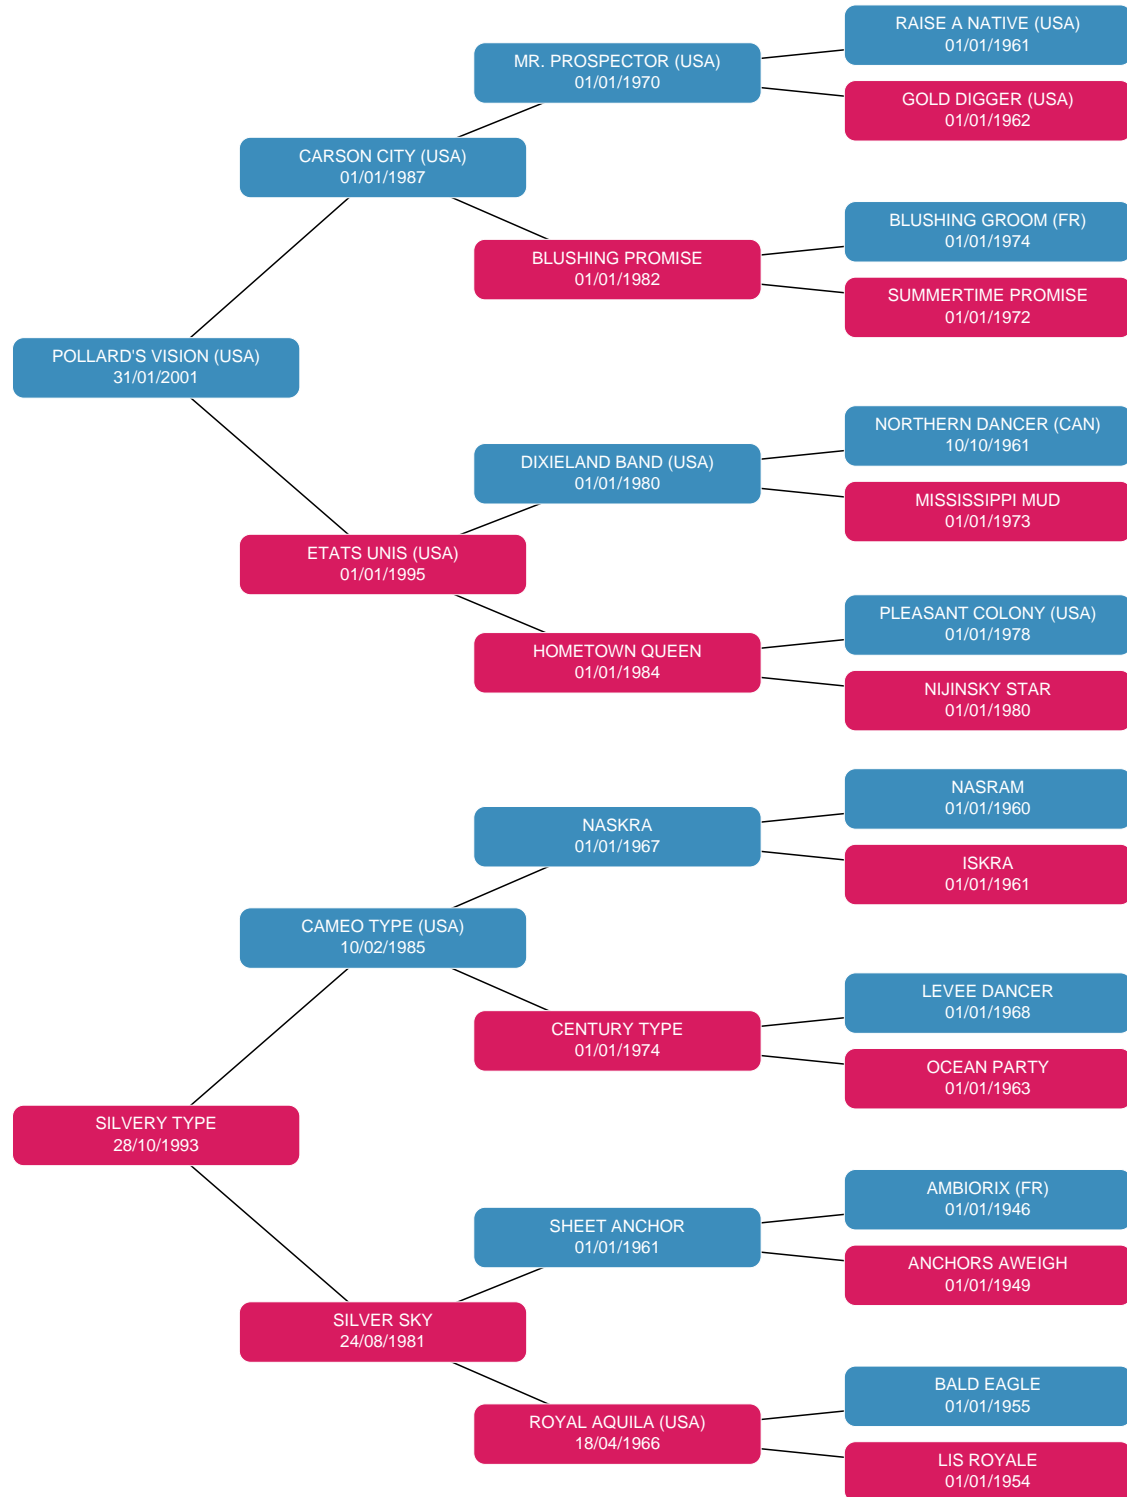 RAISE A NATIVE (USA)
01/01/1961
MR. PROSPECTOR (USA)
01/01/1970
GOLD DIGGER (USA)
01/01/1962
CARSON CITY (USA)
01/01/1987
BLUSHING GROOM (FR)
01/01/1974
BLUSHING PROMISE
01/01/1982
SUMMERTIME PROMISE
01/01/1972
POLLARD'S VISION (USA)
31/01/2001
NORTHERN DANCER (CAN)
10/10/1961
DIXIELAND BAND (USA)
01/01/1980
MISSISSIPPI MUD
01/01/1973
ETATS UNIS (USA)
01/01/1995
PLEASANT COLONY (USA)
01/01/1978
HOMETOWN QUEEN
01/01/1984
NIJINSKY STAR
01/01/1980
NASRAM
01/01/1960
NASKRA
01/01/1967
ISKRA
01/01/1961
CAMEO TYPE (USA)
10/02/1985
LEVEE DANCER
01/01/1968
CENTURY TYPE
01/01/1974
OCEAN PARTY
01/01/1963
SILVERY TYPE
28/10/1993
AMBIORIX (FR)
01/01/1946
SHEET ANCHOR
01/01/1961
ANCHORS AWEIGH
01/01/1949
SILVER SKY
24/08/1981
BALD EAGLE
01/01/1955
ROYAL AQUILA (USA)
18/04/1966
LIS ROYALE
01/01/1954